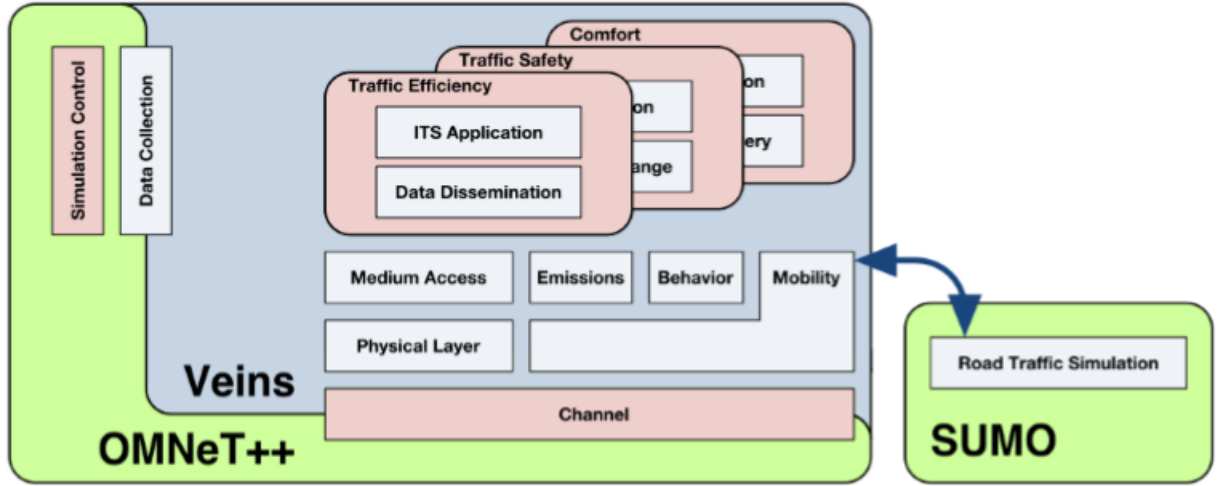 Simulation Control
Data Collection
Comfort
on
ery
Traffic Safety
on
ange
Traffic Efficiency
ITS Application
Data Dissemination
Medium Access
Emissions
Behavior
Mobility
Physical Layer
Veins
Channel
OMNeT++
Road Traffic Simulation
SUMO